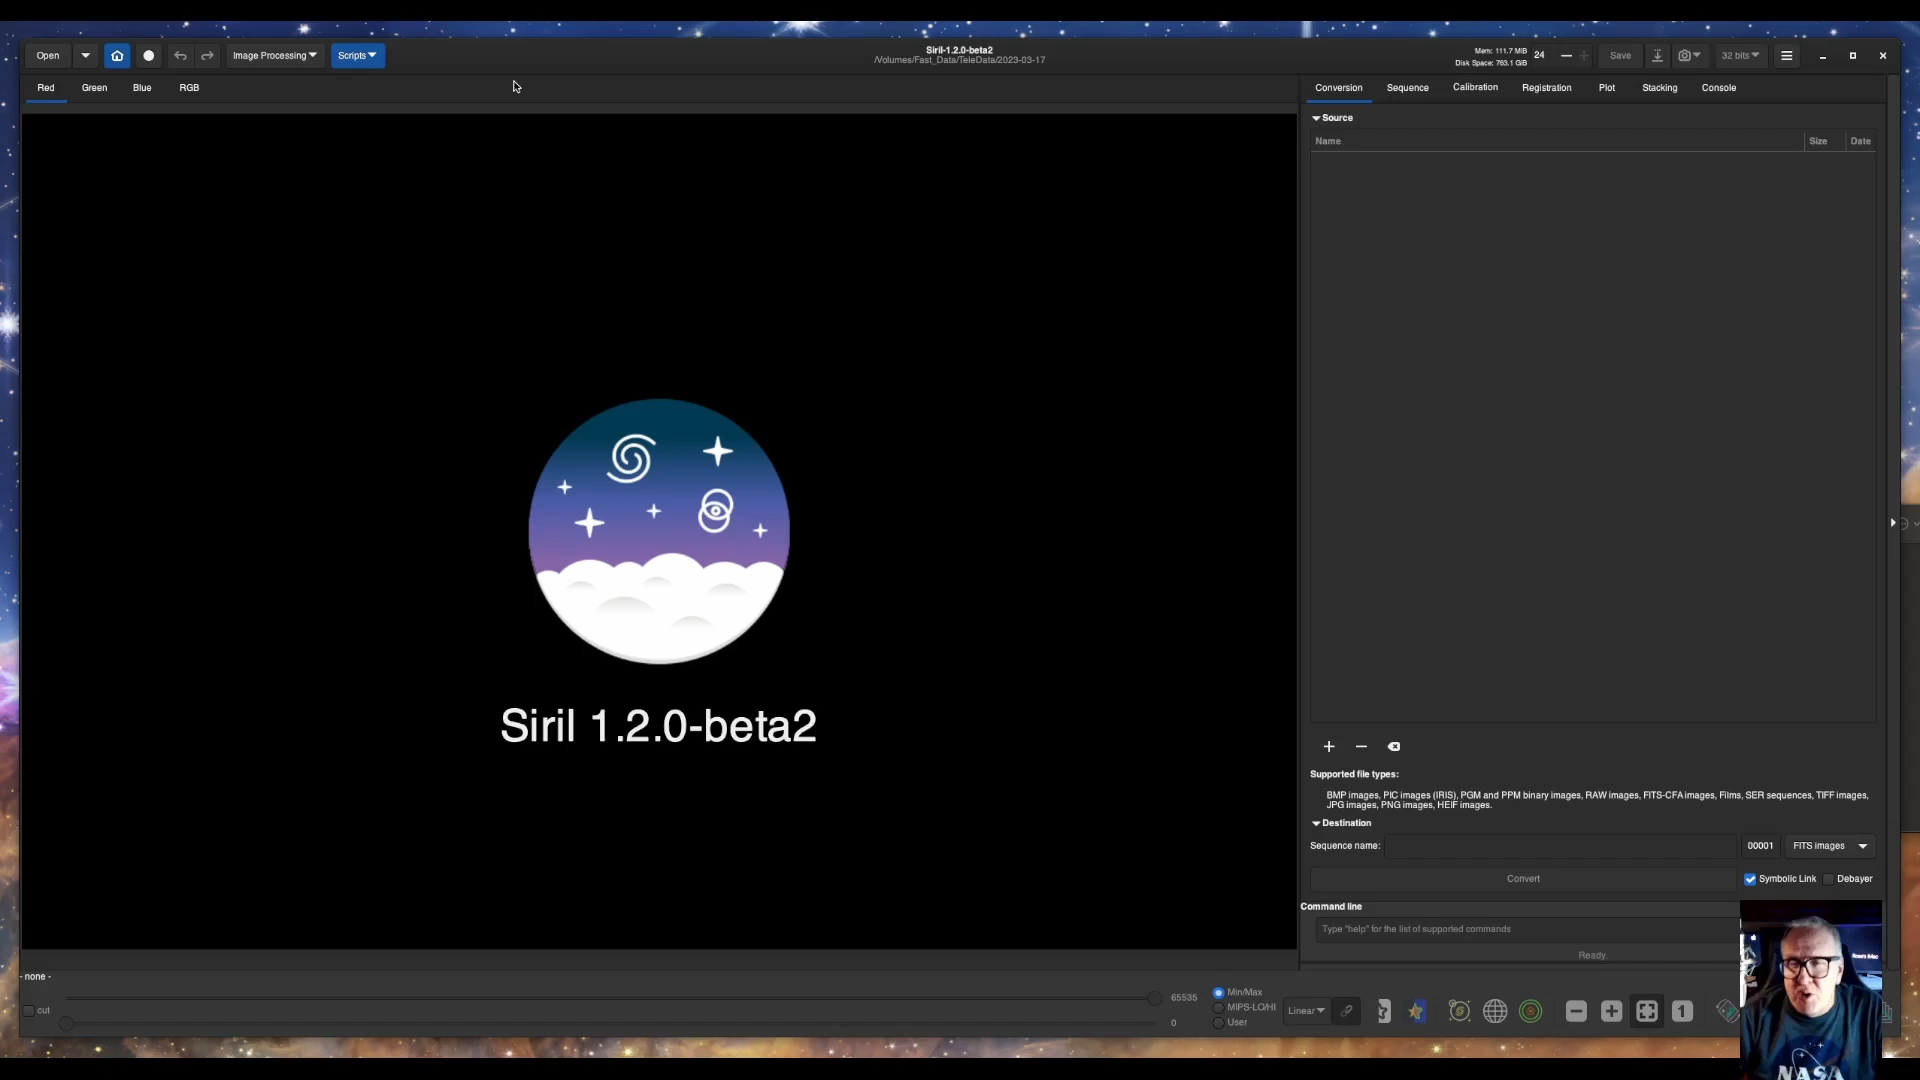 Open
Image Processing
Scripts
Siril-1.2.0-beta2
/Volumes/Fast_Data/TeleData/2023-03-17
Mem: 111.7 MiB
Disk Space: 763.1 GiB
24
Save
32 bits
Red
Green
Blue
RGB
Conversion
Sequence
Calibration
Registration
Plot
Stacking
Console
Source
Name
Size
Date
Siril 1.2.0-beta2
Supported file types:
BMP images, PIC images (IRIS), PGM and PPM binary images, RAW images, FITS-CFA images, Films, SER sequences, TIFF images,
JPG images, PNG images, HEIF images.
Destination
Sequence name:
00001
FITS images
Convert
Symbolic Link
Debayer
Command line
Type "help" for the list of supported commands
Ready.
- none -
cut
65535
0
Min/Max
MIPS-LO/HI
User
Linear
1
NASA